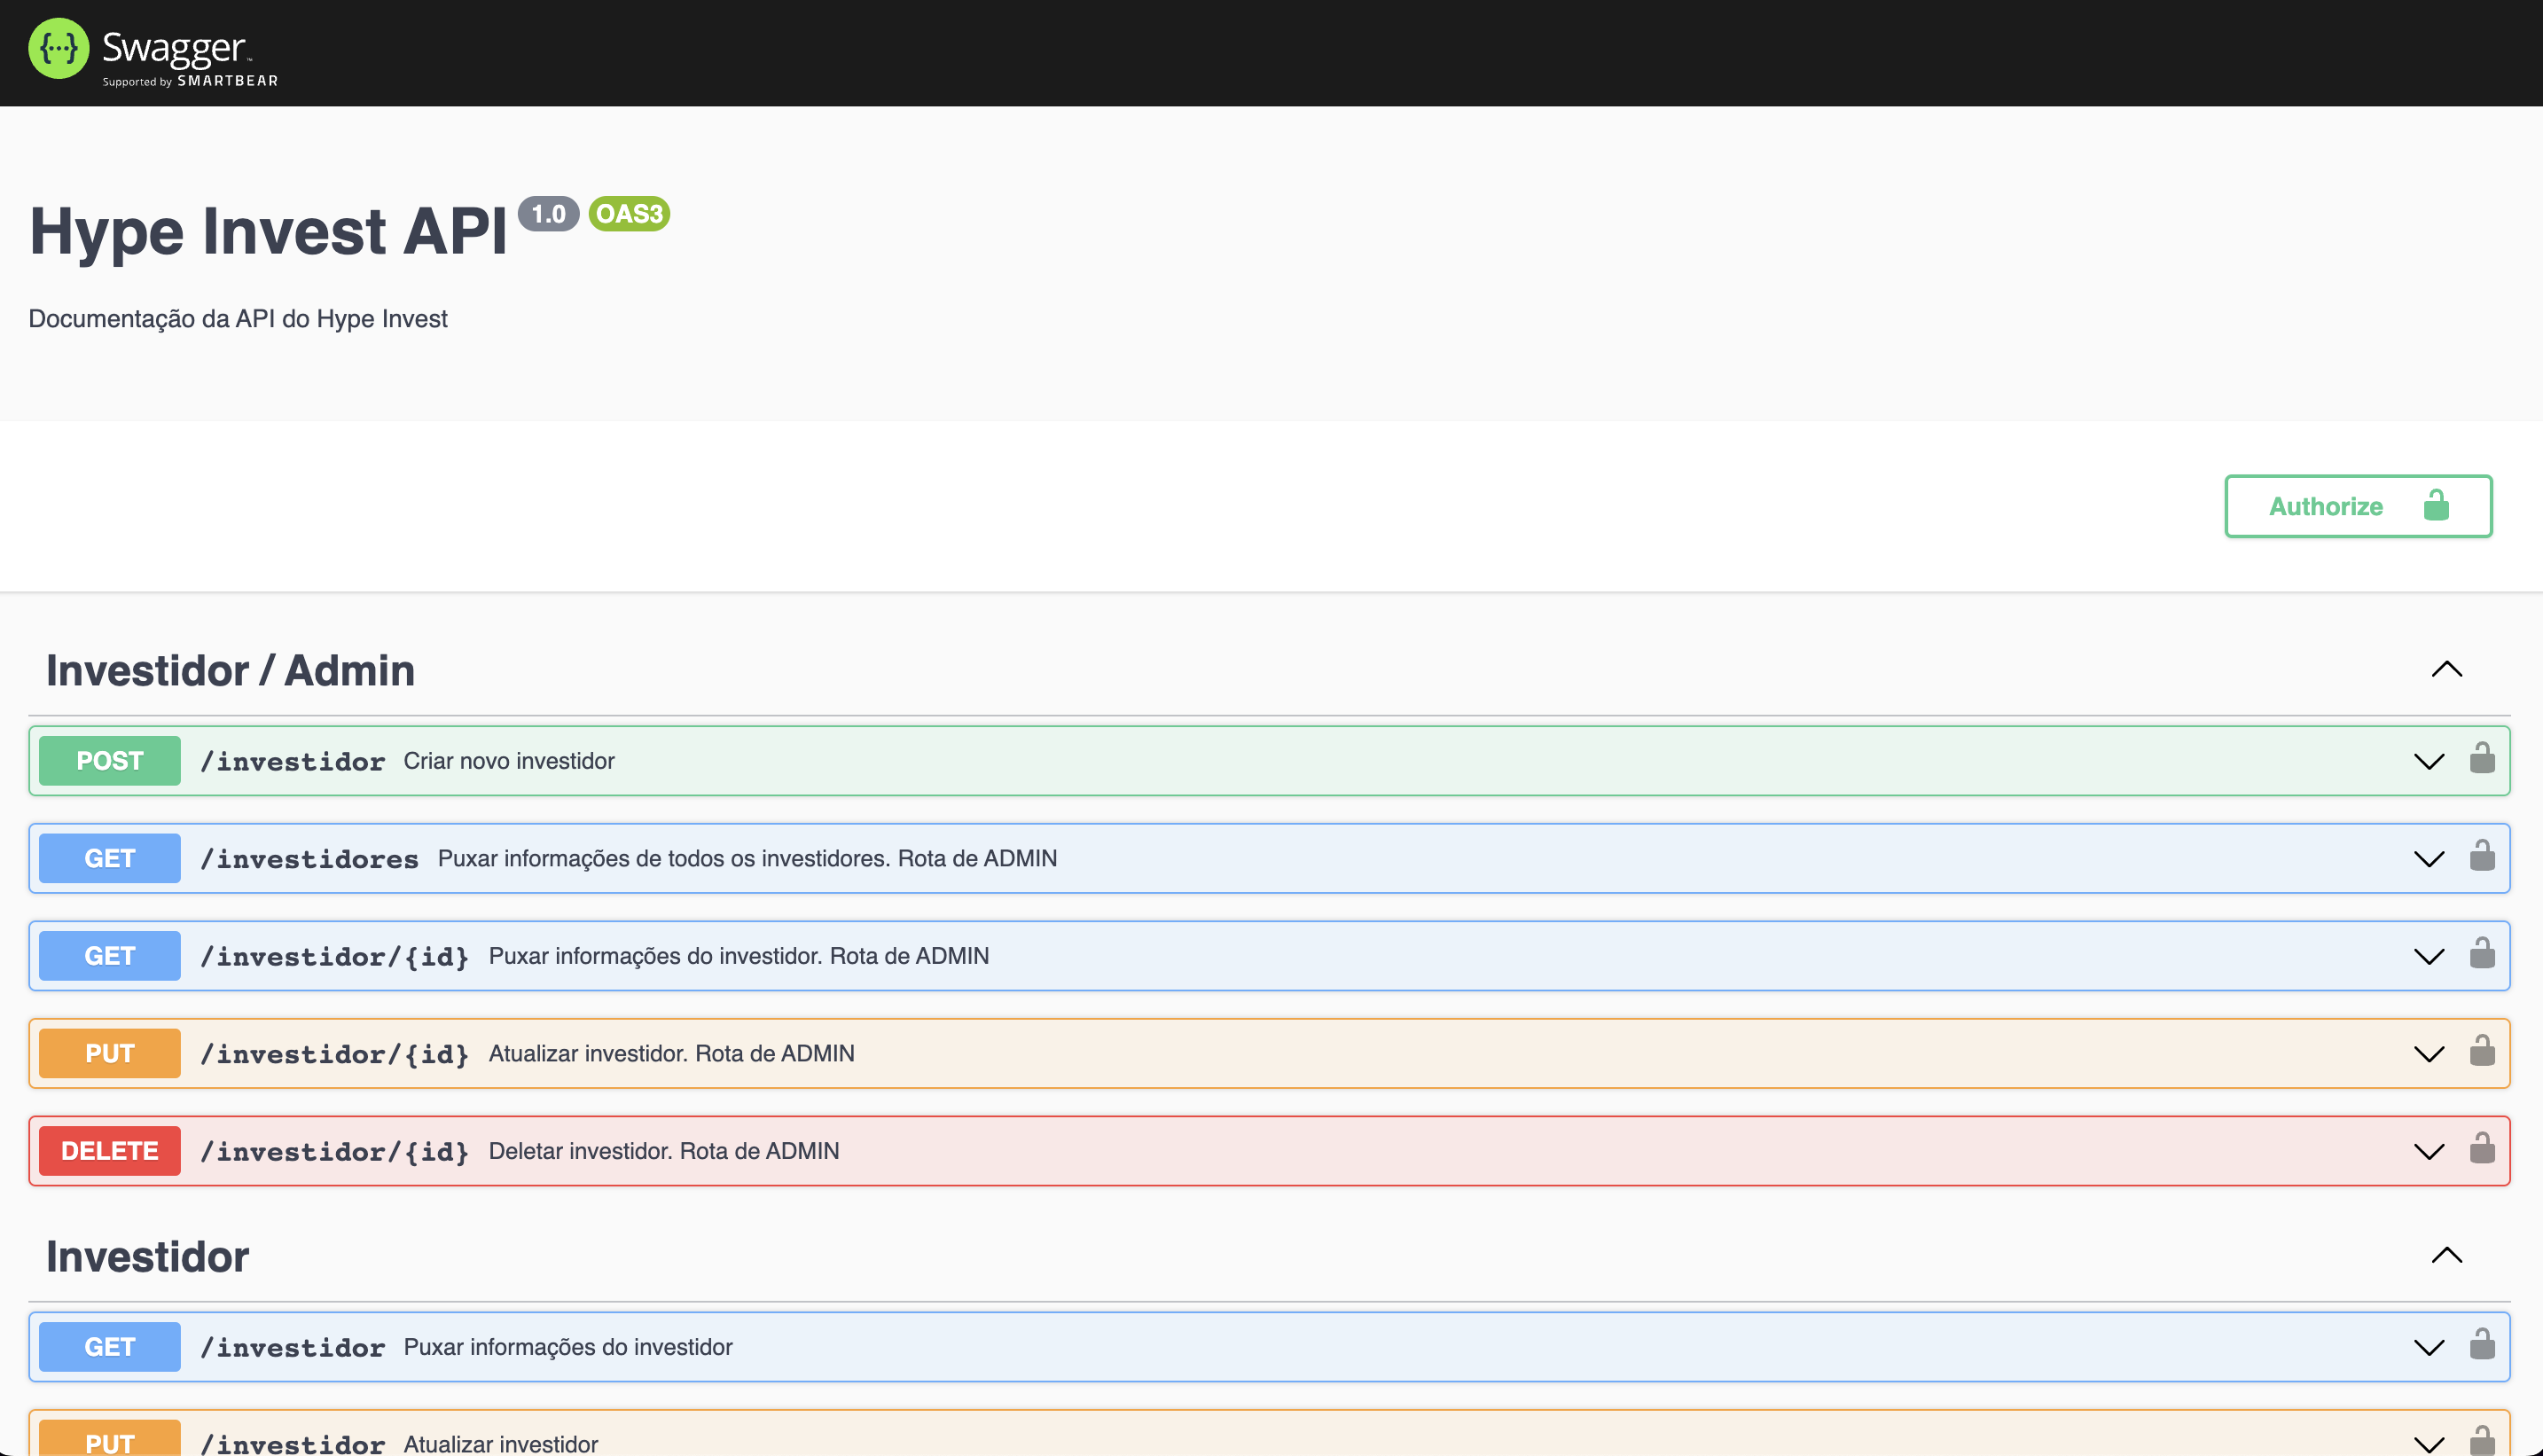 Swagger™
Supported by SMARTBEAR
Hype Invest API 1.0 OAS3
Documentação da API do Hype Invest
Authorize
Investidor / Admin
POST /investidor Criar novo investidor
GET /investidores Puxar informações de todos os investidores. Rota de ADMIN
GET /investidor/{id} Puxar informações do investidor. Rota de ADMIN
PUT /investidor/{id} Atualizar investidor. Rota de ADMIN
DELETE /investidor/{id} Deletar investidor. Rota de ADMIN
Investidor
GET /investidor Puxar informações do investidor
PUT /investidor Atualizar investidor